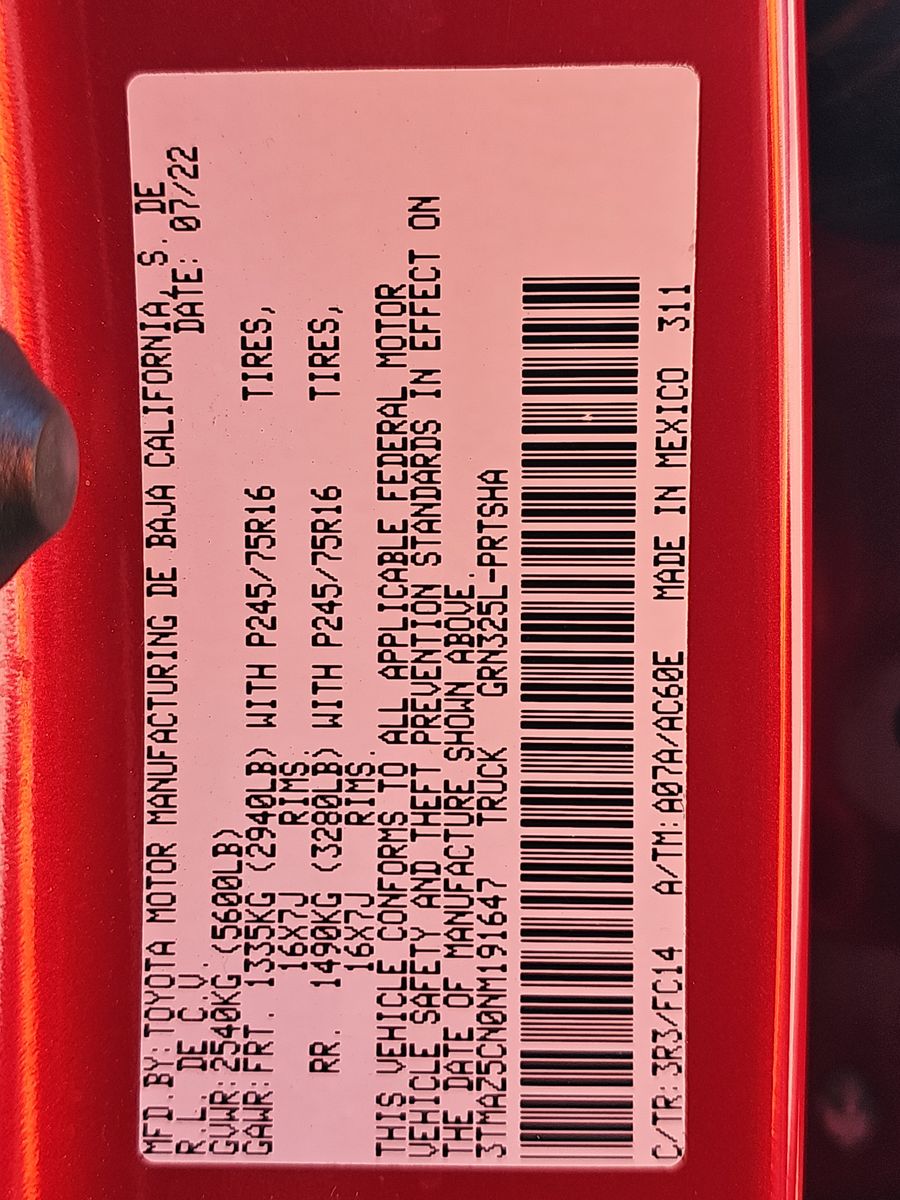 MFD.BY:TOYOTA MOTOR MANUFACTURING DE BAJA CALIFORNIA, S. DE
R.L. DE C.V. DATE: 07/22
GVWR:2540KG (5600LB)
GAWR:FRT. 1335KG (2940LB) WITH P245/75R16 TIRES,
16X7J RIMS.
RR. 1490KG (3280LB) WITH P245/75R16 TIRES,
16X7J RIMS.
THIS VEHICLE CONFORMS TO ALL APPLICABLE FEDERAL MOTOR
VEHICLE SAFETY AND THEFT PREVENTION STANDARDS IN EFFECT ON
THE DATE OF MANUFACTURE SHOWN ABOVE.
3TMAZ5CN0NM191647 TRUCK GRN325L-PRTSHA
C/TR:3R3/FC14 A/TM:A07A/AC60E MADE IN MEXICO 311